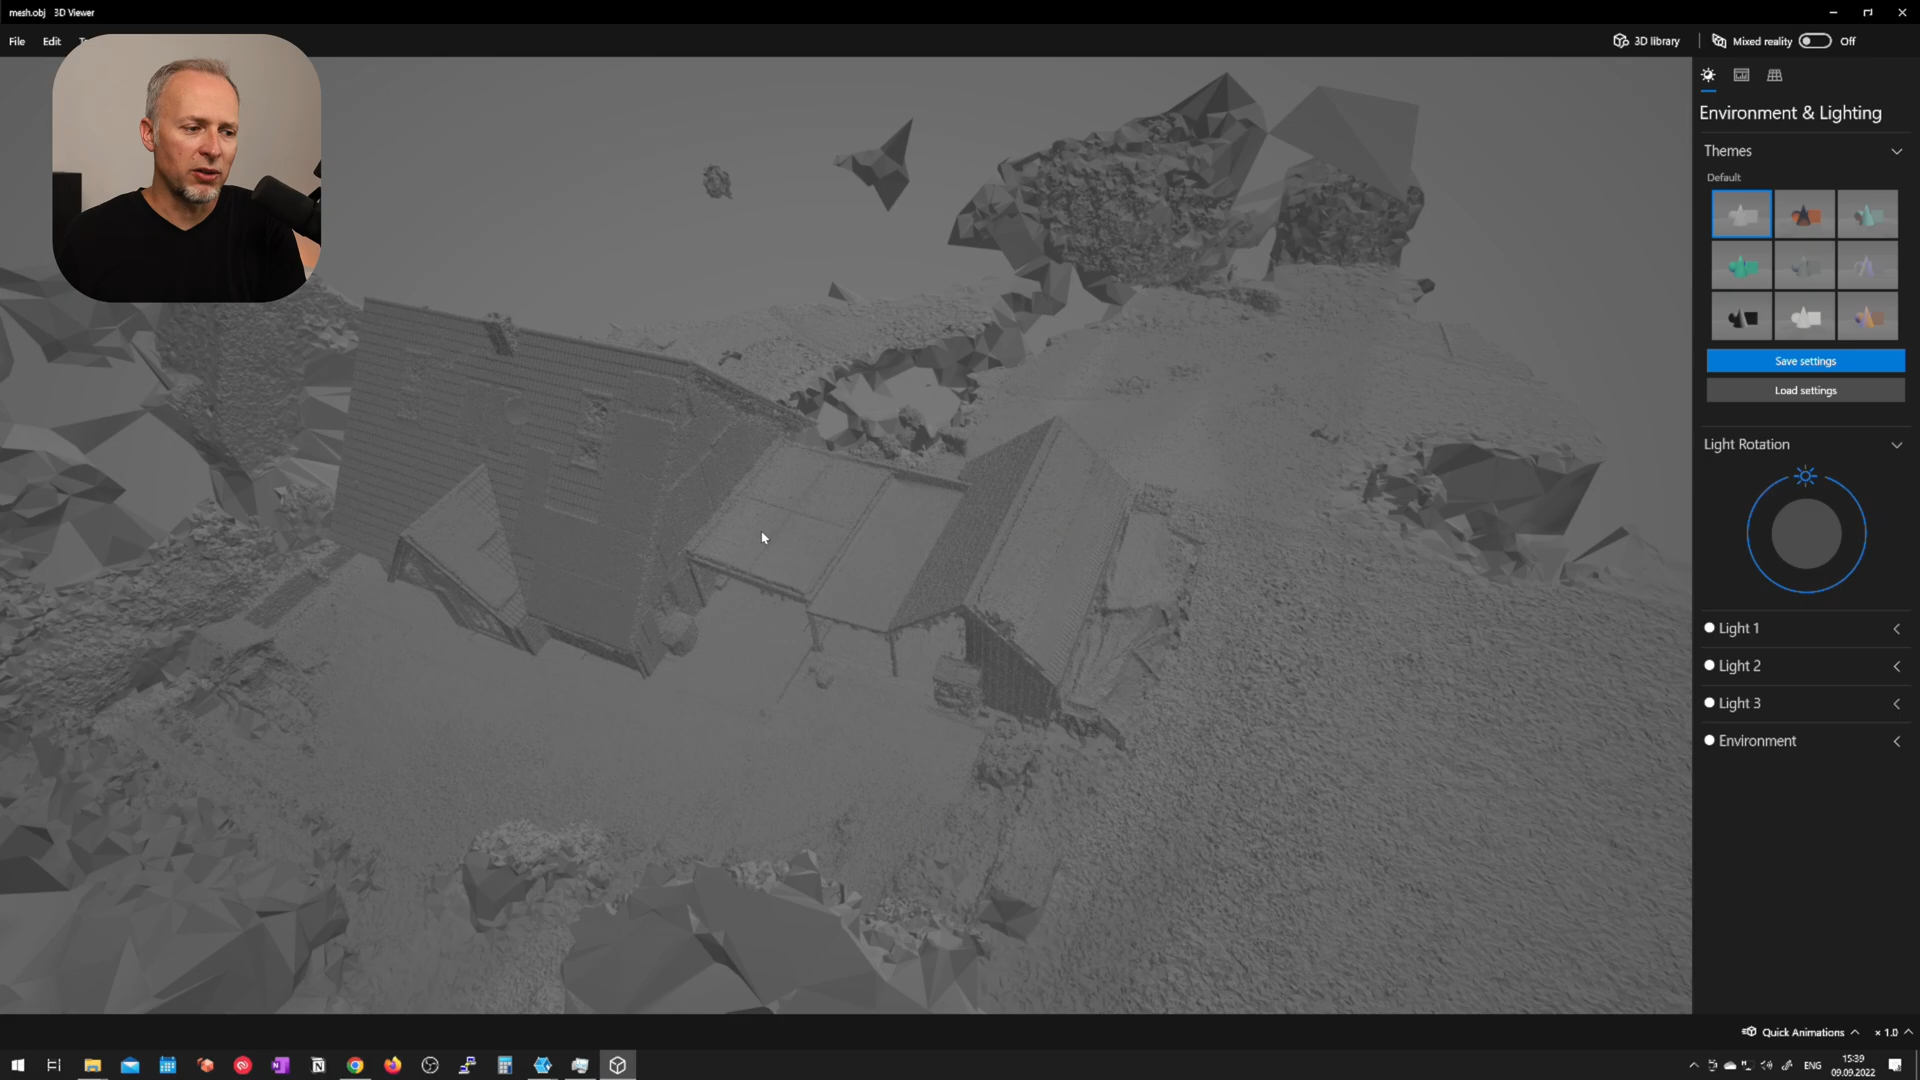 mesh.obj 3D Viewer
File Edit
3D library Mixed reality Off
Environment & Lighting
Themes
Default
Save settings
Load settings
Light Rotation
Light 1
Light 2
Light 3
Environment
Quick Animations × 1.0
ENG
15:39
09.09.2022